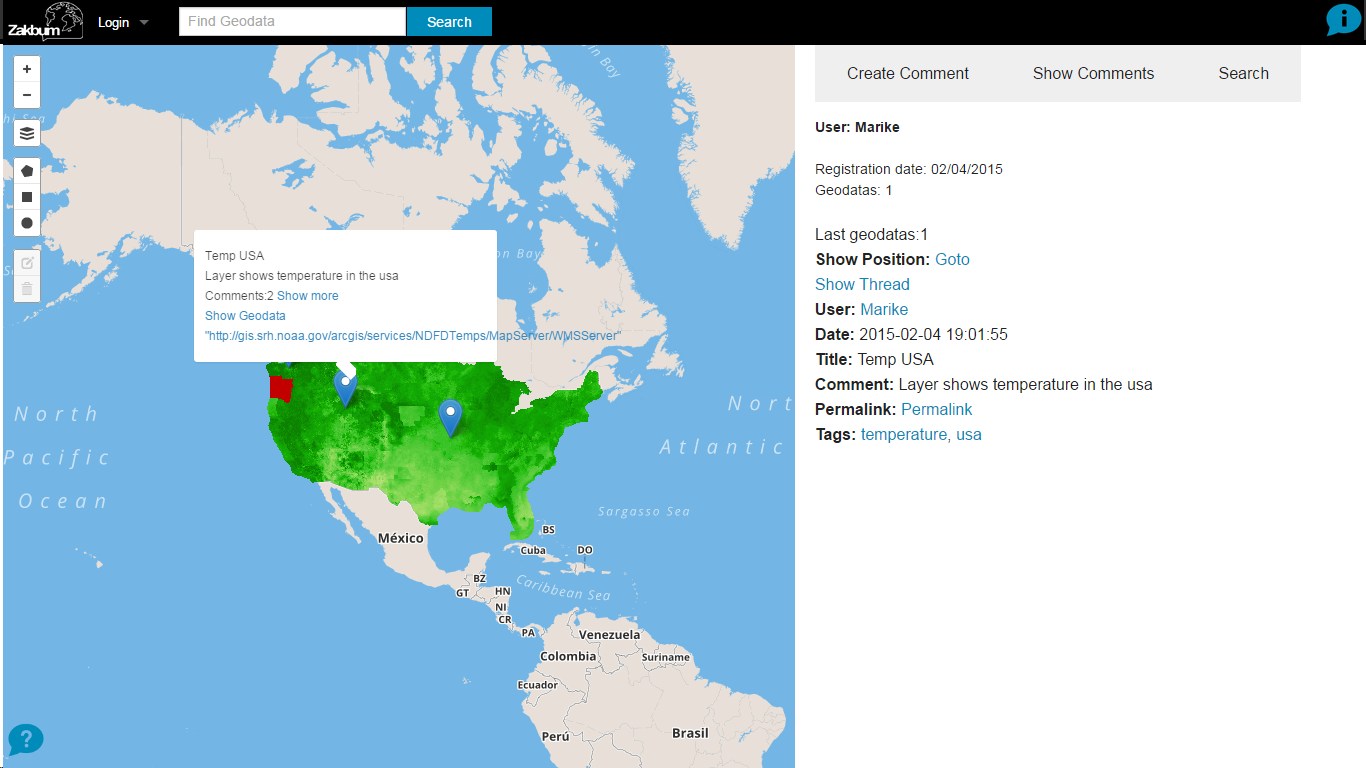 Zakbum
Login
Find Geodata
Search
i
Create Comment
Show Comments
Search
User: Marike
Registration date: 02/04/2015
Geodatas: 1
Last geodatas:1
Show Position: Goto
Show Thread
User: Marike
Date: 2015-02-04 19:01:55
Title: Temp USA
Comment: Layer shows temperature in the usa
Permalink: Permalink
Tags: temperature, usa
+
−
Temp USA
Layer shows temperature in the usa
Comments:2 Show more
Show Geodata
"http://gis.srh.noaa.gov/arcgis/services/NDFDTemps/MapServer/WMSServer"
North
Pacific
Ocean
Nort
Atlantic
Sargasso Sea
México
BS
Cuba
DO
BZ
GT
HN
NI
CR
PA
Caribbean Sea
Venezuela
Colombia
Suriname
Ecuador
Perú
Brasil
?